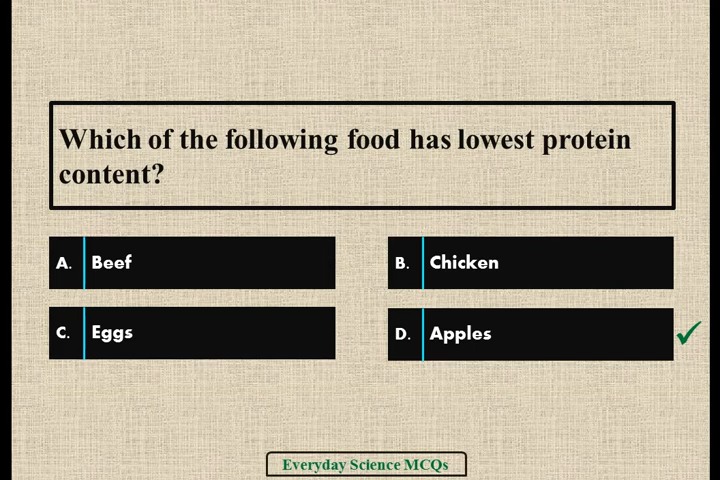 Which of the following food has lowest protein
content?
A. Beef
B. Chicken
C. Eggs
D. Apples
Everyday Science MCQs